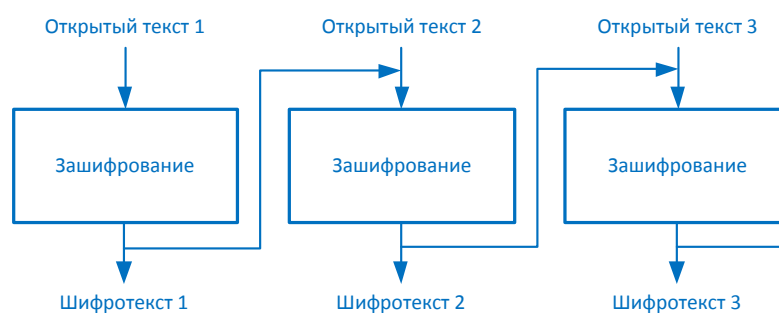 Открытый текст 1
Открытый текст 2
Открытый текст 3
Зашифрование
Зашифрование
Зашифрование
Шифротекст 1
Шифротекст 2
Шифротекст 3